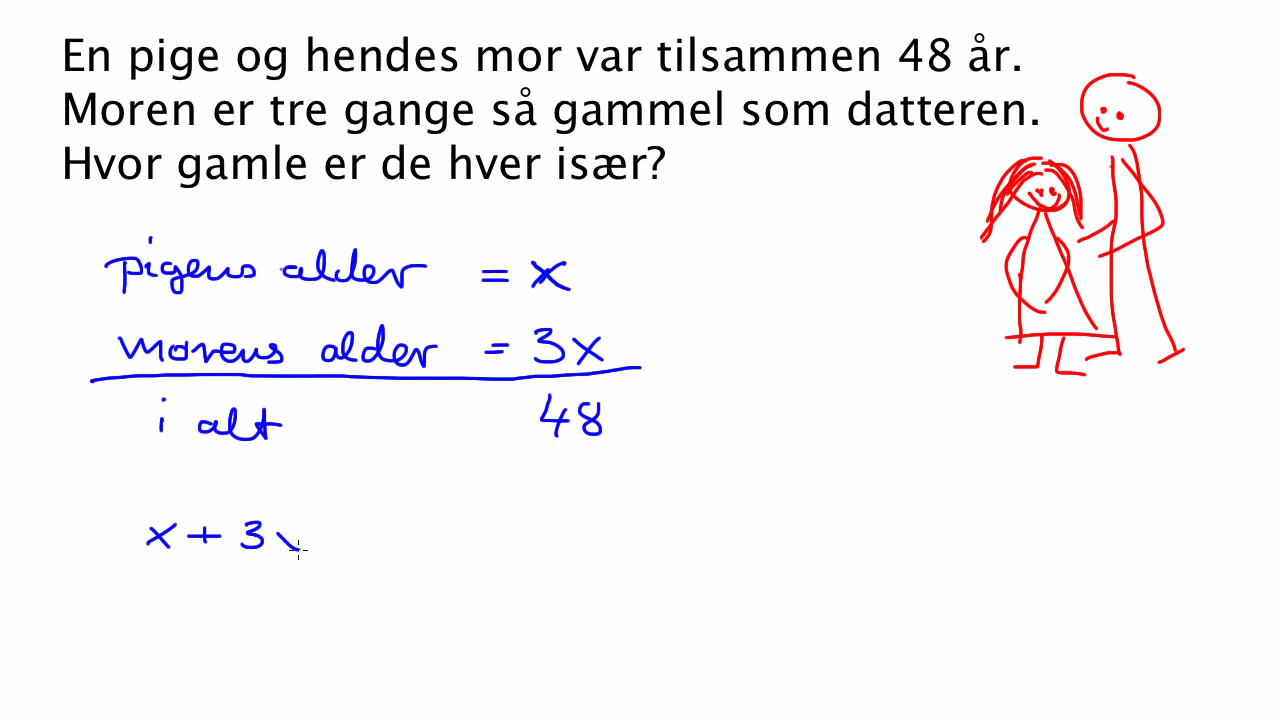 En pige og hendes mor var tilsammen 48 år.
Moren er tre gange så gammel som datteren.
Hvor gamle er de hver især?
pigens alder = x
morens alder = 3x
i alt 48
x + 3